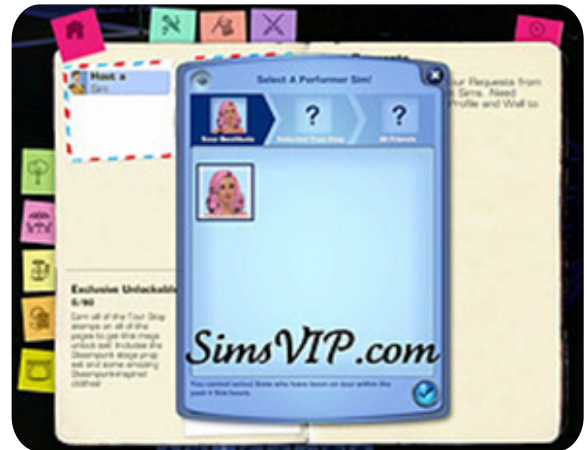 Host a
Sim
Select A Performer Sim!
our Requests from
Sims. Need
Profile and Wall to
?
?
All Friends
Exclusive Unlockable
0/90
Earn all of the Tour Stop
stamps on all of the
pages to get this mega
unlock set! Includes the
Steampunk stage prop
set and some amazing
Steampunk-inspired
clothes!
SimsVIP.com
You cannot select Sims who have been on tour within the
past
hours.